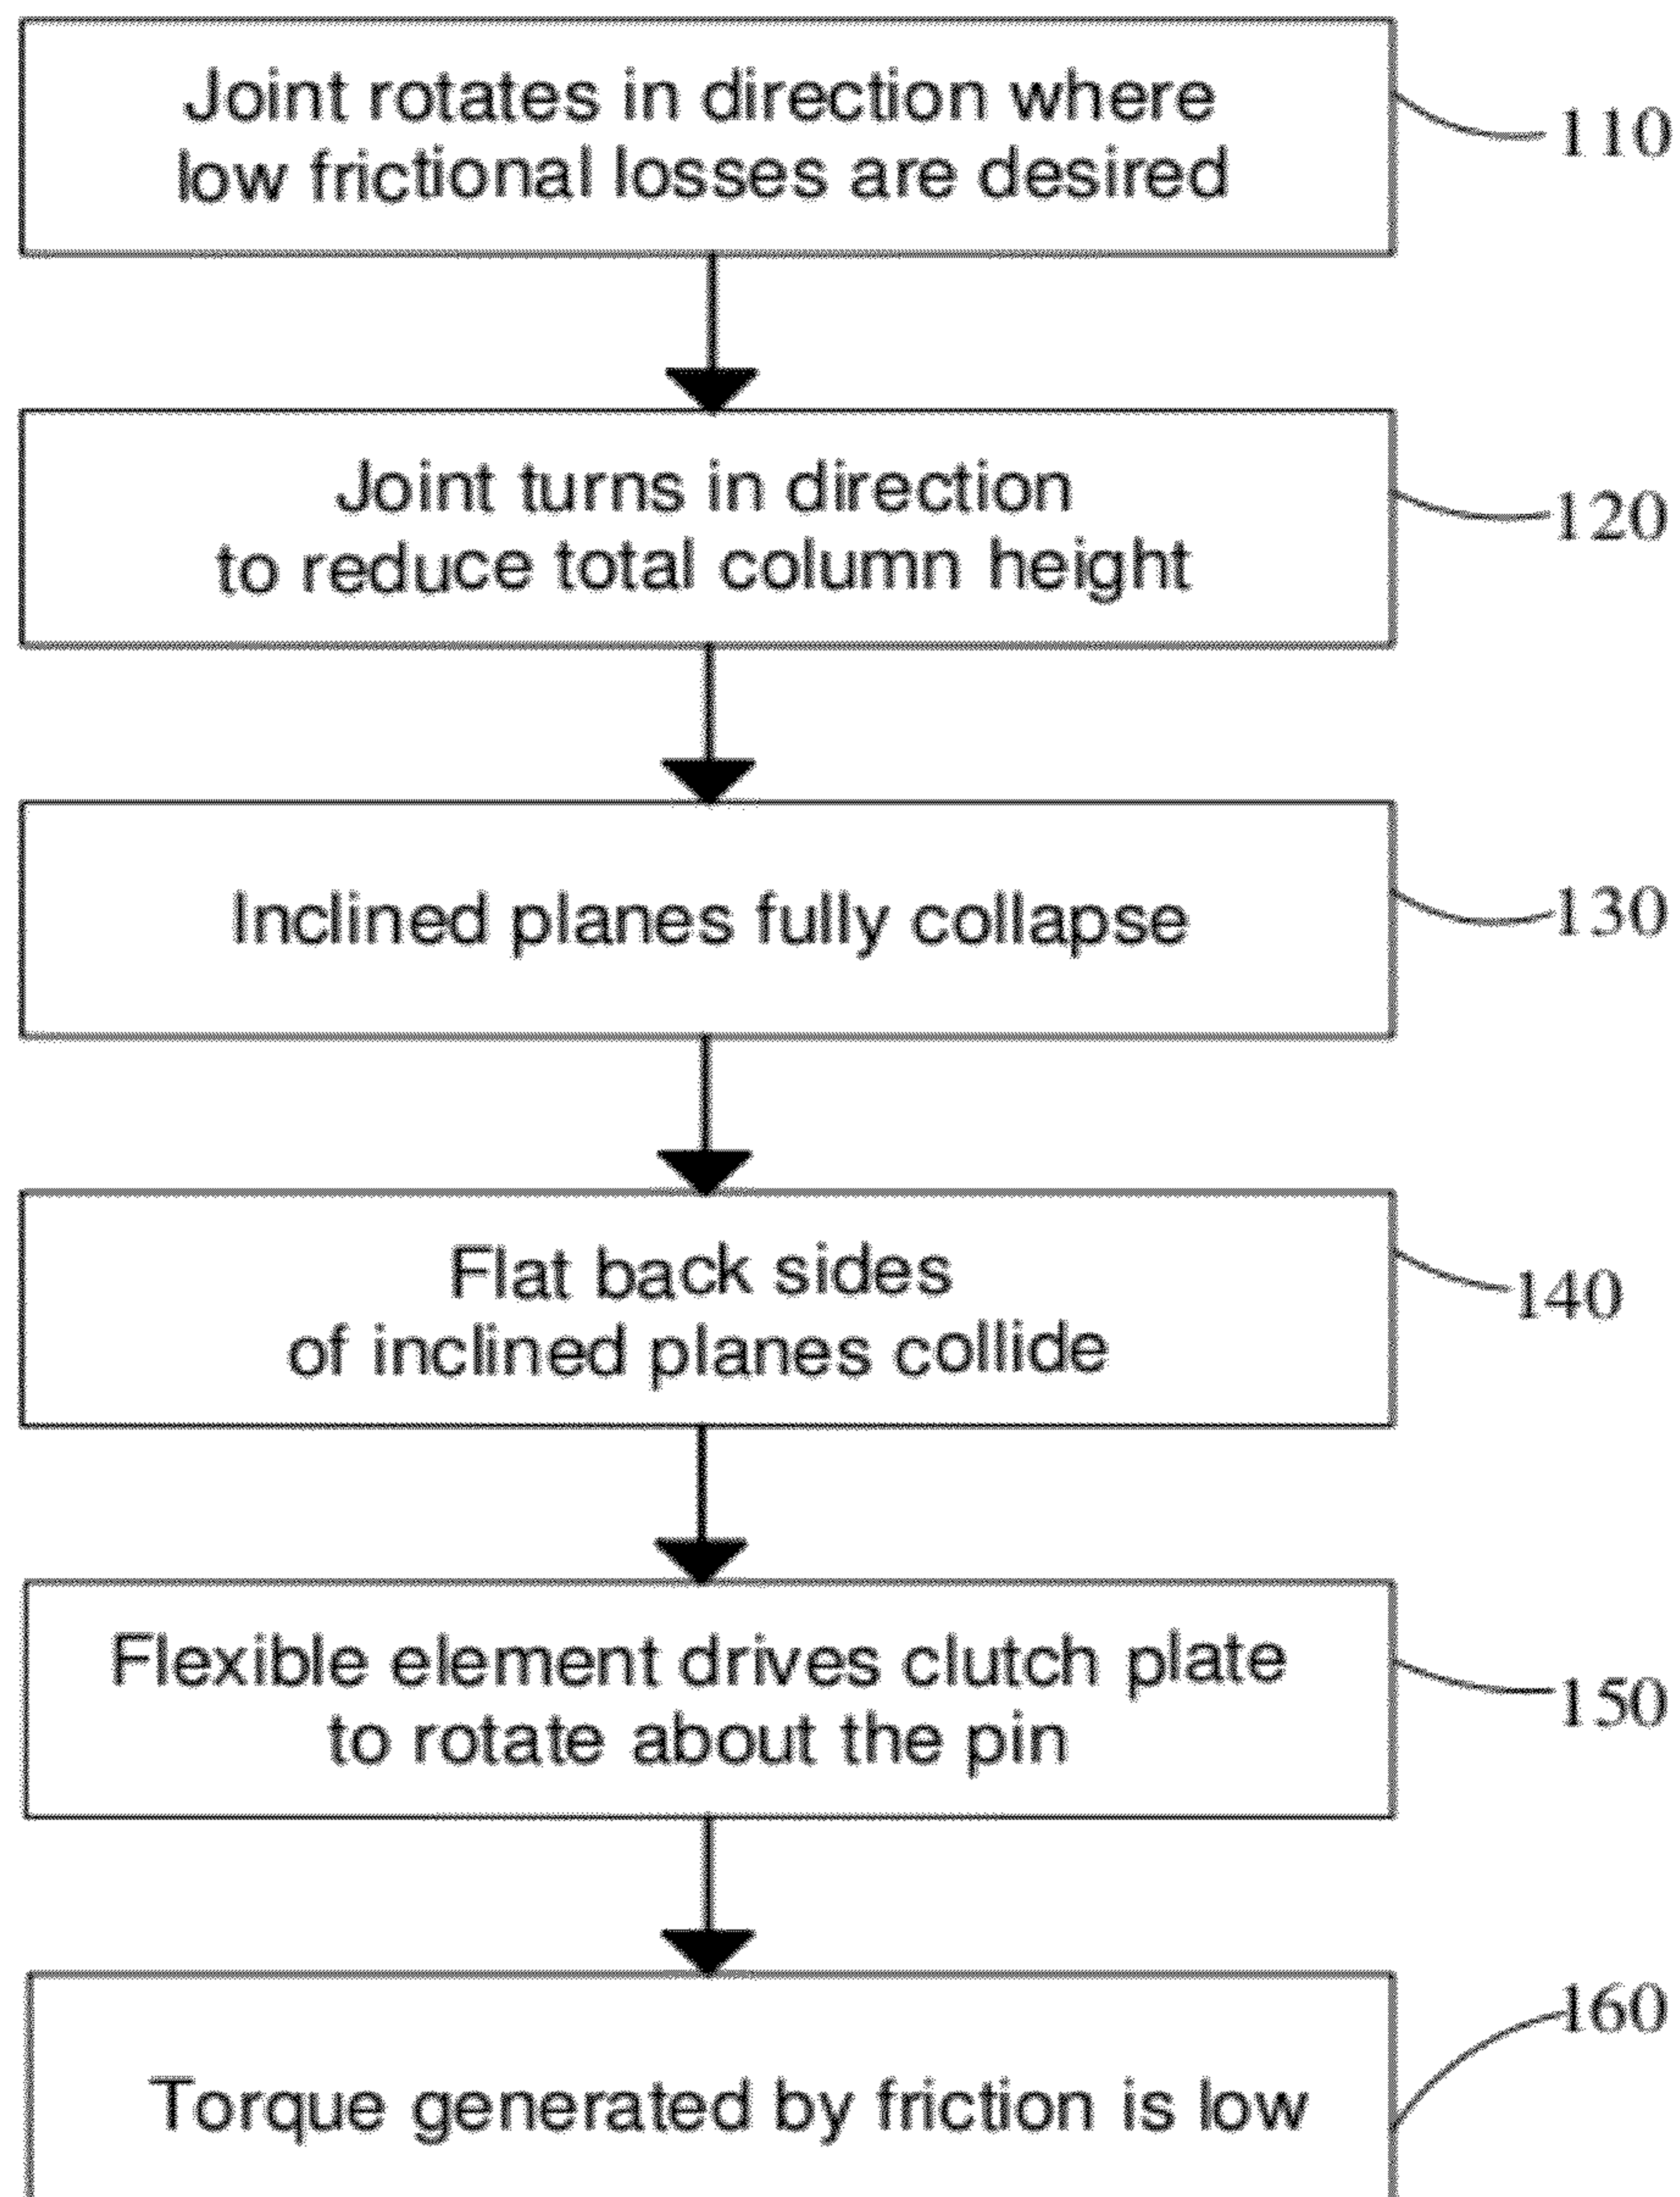 Joint rotates in direction where
low frictional losses are desired
110
Joint turns in direction
to reduce total column height
120
Inclined planes fully collapse
130
Flat back sides
of inclined planes collide
140
Flexible element drives clutch plate
to rotate about the pin
150
160
Torque generated by friction is low